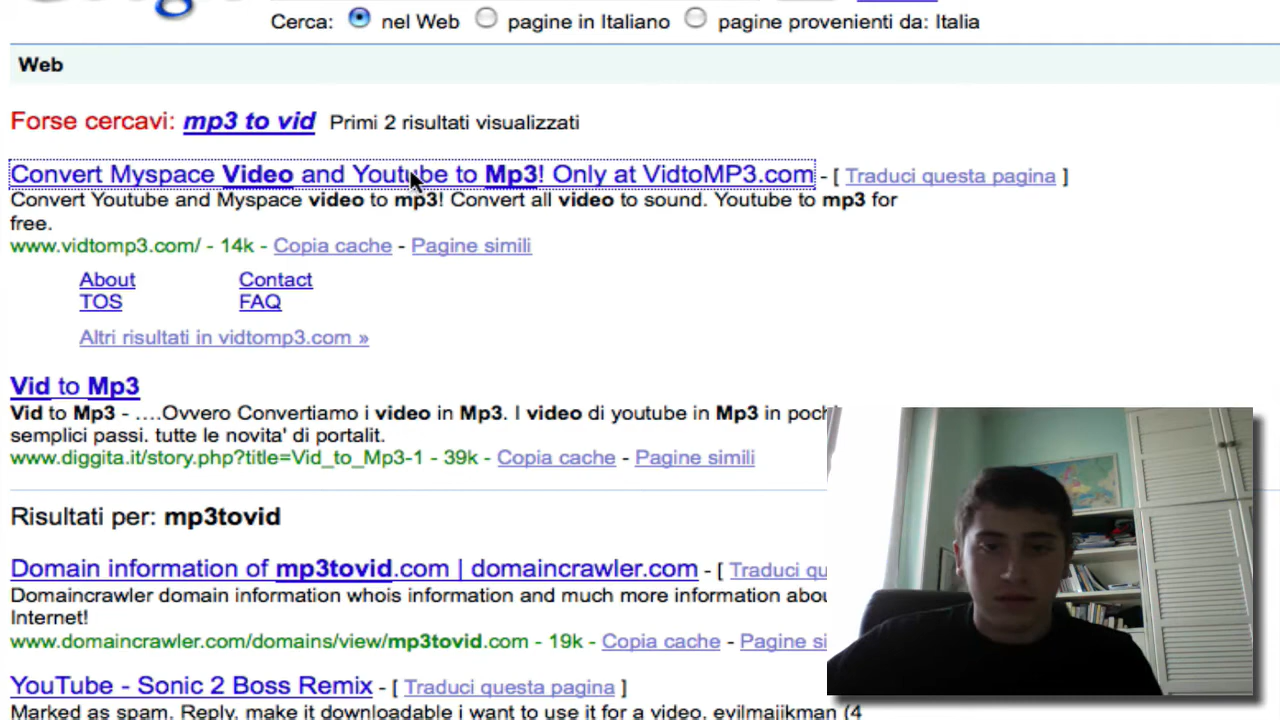 Cerca: nel Web pagine in Italiano pagine provenienti da: Italia
Web
Forse cercavi: mp3 to vid Primi 2 risultati visualizzati
Convert Myspace Video and Youtube to Mp3! Only at VidtoMP3.com - [ Traduci questa pagina ]
Convert Youtube and Myspace video to mp3! Convert all video to sound. Youtube to mp3 for
free.
www.vidtomp3.com/ - 14k - Copia cache - Pagine simili
About Contact
TOS FAQ
Altri risultati in vidtomp3.com »
Vid to Mp3
Vid to Mp3 - ….Ovvero Convertiamo i video in Mp3. I video di youtube in Mp3 in poch
semplici passi. tutte le novita' di portalit.
www.diggita.it/story.php?title=Vid_to_Mp3-1 - 39k - Copia cache - Pagine simili
Risultati per: mp3tovid
Domain information of mp3tovid.com | domaincrawler.com - [ Traduci qu
Domaincrawler domain information whois information and much more information abou
Internet!
www.domaincrawler.com/domains/view/mp3tovid.com - 19k - Copia cache - Pagine si
YouTube - Sonic 2 Boss Remix - [ Traduci questa pagina ]
Marked as spam. Reply. make it downloadable i want to use it for a video. evilmajikman (4